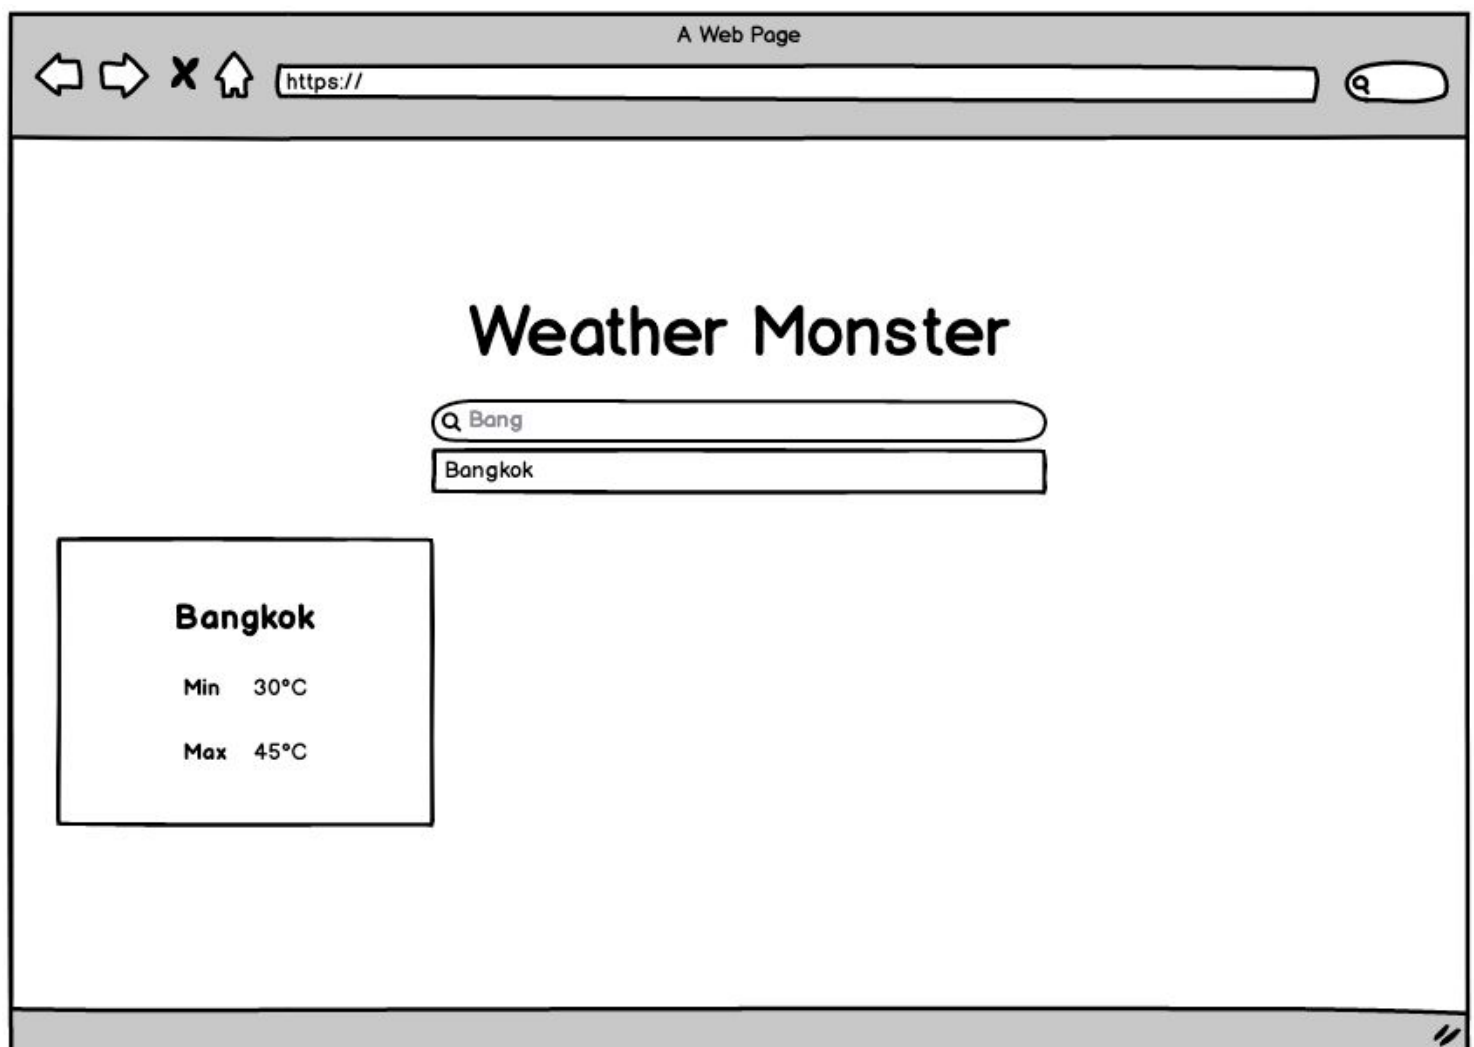 A Web Page
https://
Weather Monster
Bang
Bangkok
Bangkok
Min 30°C
Max 45°C